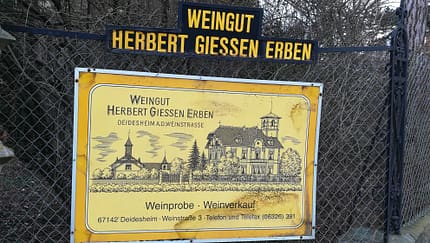 WEINGUT
HERBERT GIESSEN ERBEN
WEINGUT
HERBERT GIESSEN ERBEN
DEIDESHEIM A.D. WEINSTRASSE
Weinprobe · Weinverkauf
67142 Deidesheim · Weinstraße 3 · Telefon und Telefax (06326) 391